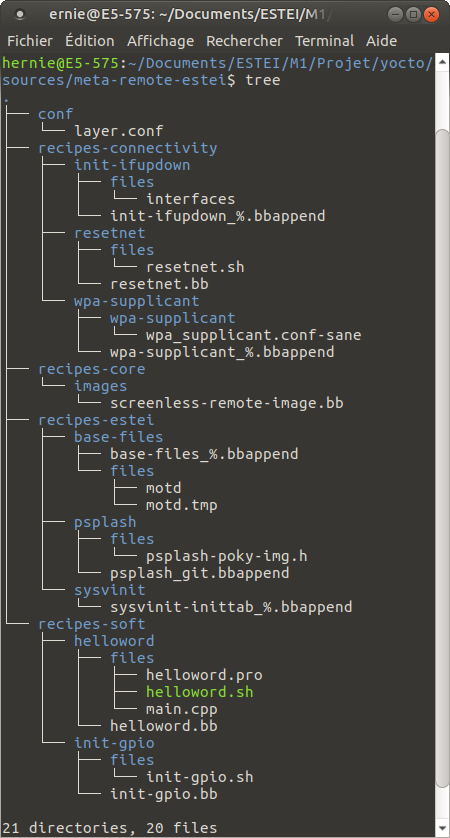 ernie@E5-575: ~/Documents/ESTEI/M1/
Fichier Édition Affichage Rechercher Terminal Aide
hernie@E5-575:~/Documents/ESTEI/M1/Projet/yocto/
sources/meta-remote-estei$ tree
.
├── conf
│   └── layer.conf
├── recipes-connectivity
│   ├── init-ifupdown
│   │   ├── files
│   │   │   └── interfaces
│   │   └── init-ifupdown_%.bbappend
│   ├── resetnet
│   │   ├── files
│   │   │   └── resetnet.sh
│   │   └── resetnet.bb
│   └── wpa-supplicant
│       ├── wpa-supplicant
│       │   └── wpa_supplicant.conf-sane
│       └── wpa-supplicant_%.bbappend
├── recipes-core
│   └── images
│       └── screenless-remote-image.bb
├── recipes-estei
│   ├── base-files
│   │   ├── base-files_%.bbappend
│   │   └── files
│   │       ├── motd
│   │       └── motd.tmp
│   ├── psplash
│   │   ├── files
│   │   │   └── psplash-poky-img.h
│   │   └── psplash_git.bbappend
│   └── sysvinit
│       └── sysvinit-inittab_%.bbappend
└── recipes-soft
    ├── helloword
    │   ├── files
    │   │   ├── helloword.pro
    │   │   ├── helloword.sh
    │   │   └── main.cpp
    │   └── helloword.bb
    └── init-gpio
        ├── files
        │   └── init-gpio.sh
        └── init-gpio.bb
21 directories, 20 files